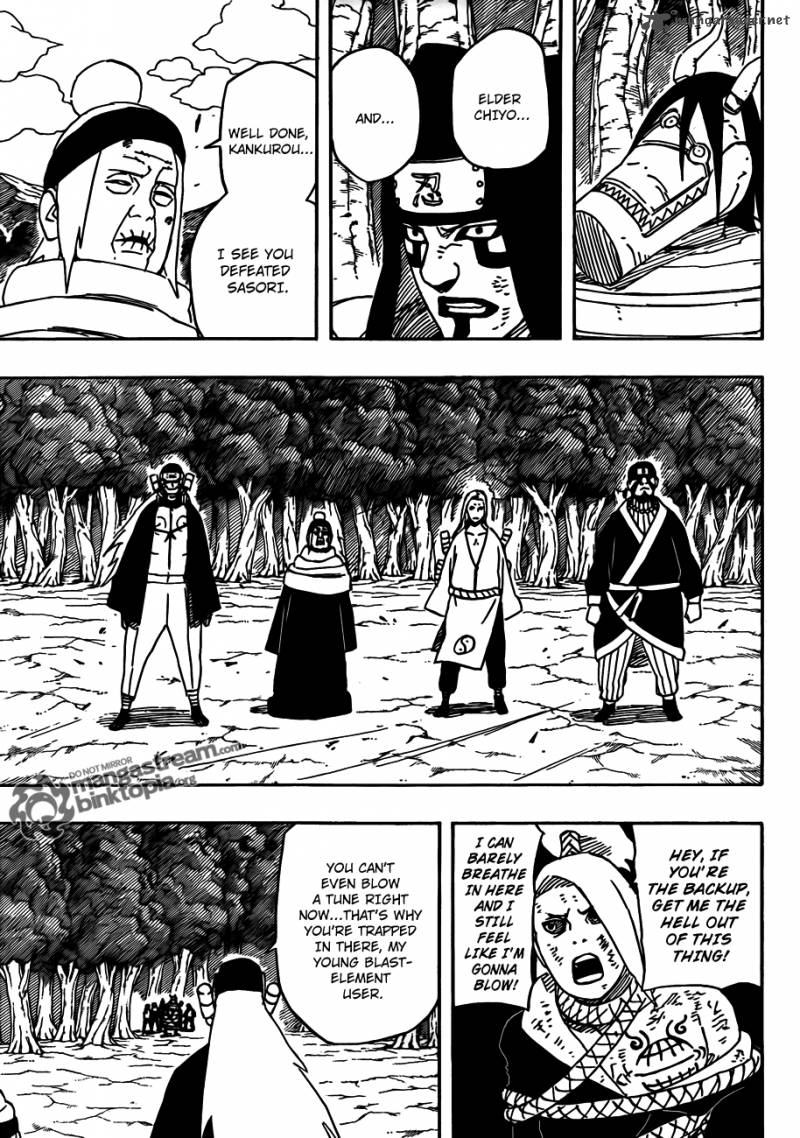 ELDER
CHIYO...
AND...
WELL DONE,
KANKUROU...
I SEE YOU
DEFEATED
SASORI.
忍
DO NOT MIRROR
mangastream.com
binktopia.org
HEY, IF
YOU'RE
THE BACKUP,
GET ME THE
HELL OUT
OF THIS
THING!
I CAN
BARELY
BREATHE
IN HERE
AND I
STILL
FEEL
LIKE I'M
GONNA
BLOW!
YOU CAN'T
EVEN BLOW
A TUNE RIGHT
NOW...THAT'S WHY
YOU'RE TRAPPED
IN THERE, MY
YOUNG BLAST-
ELEMENT
USER.